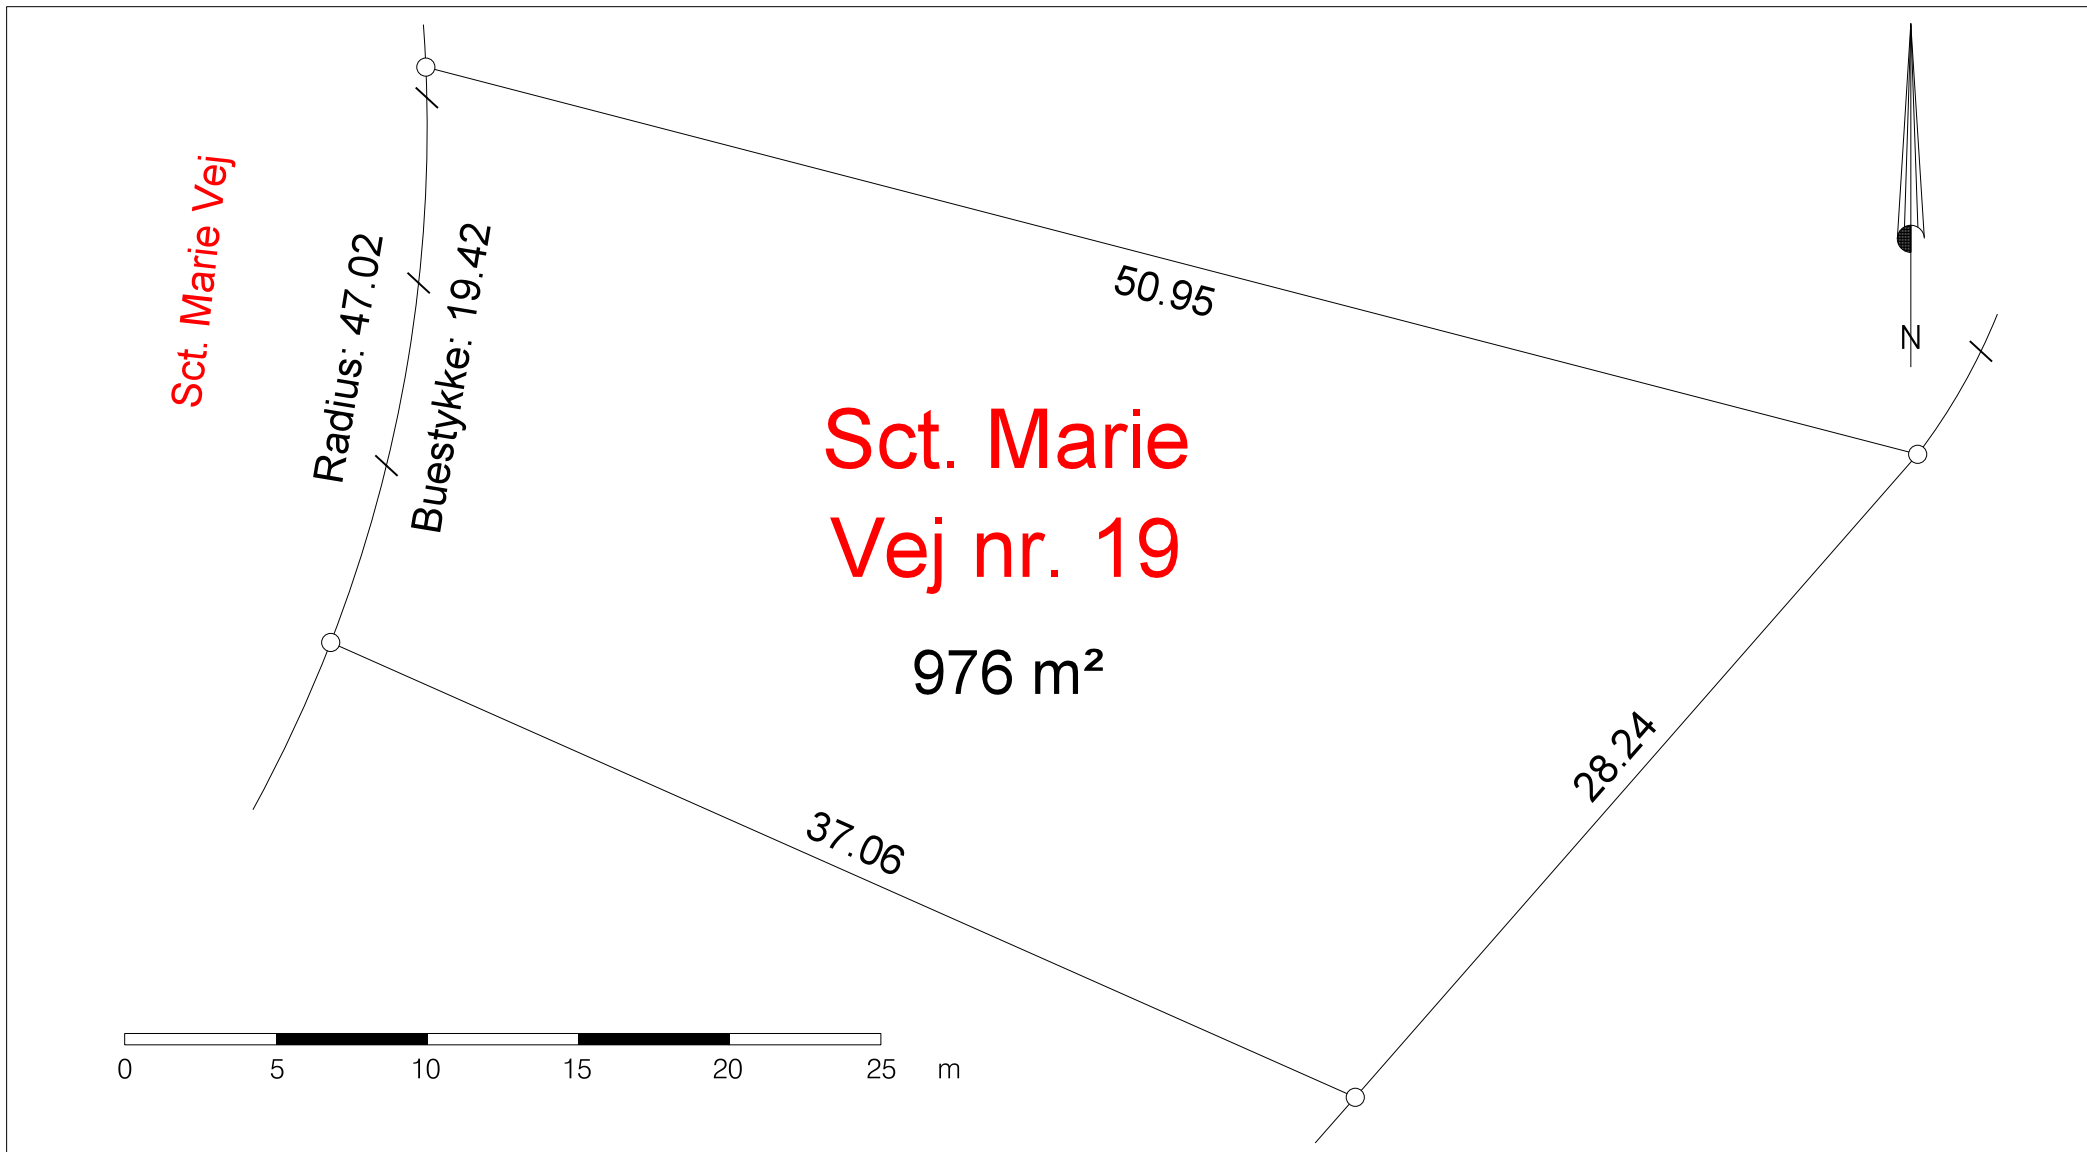 Sct. Marie Vej
Radius: 47.02
Buestykke: 19.42
50.95
N
Sct. Marie
Vej nr. 19
976 m²
28.24
37.06
0 5 10 15 20 25 m